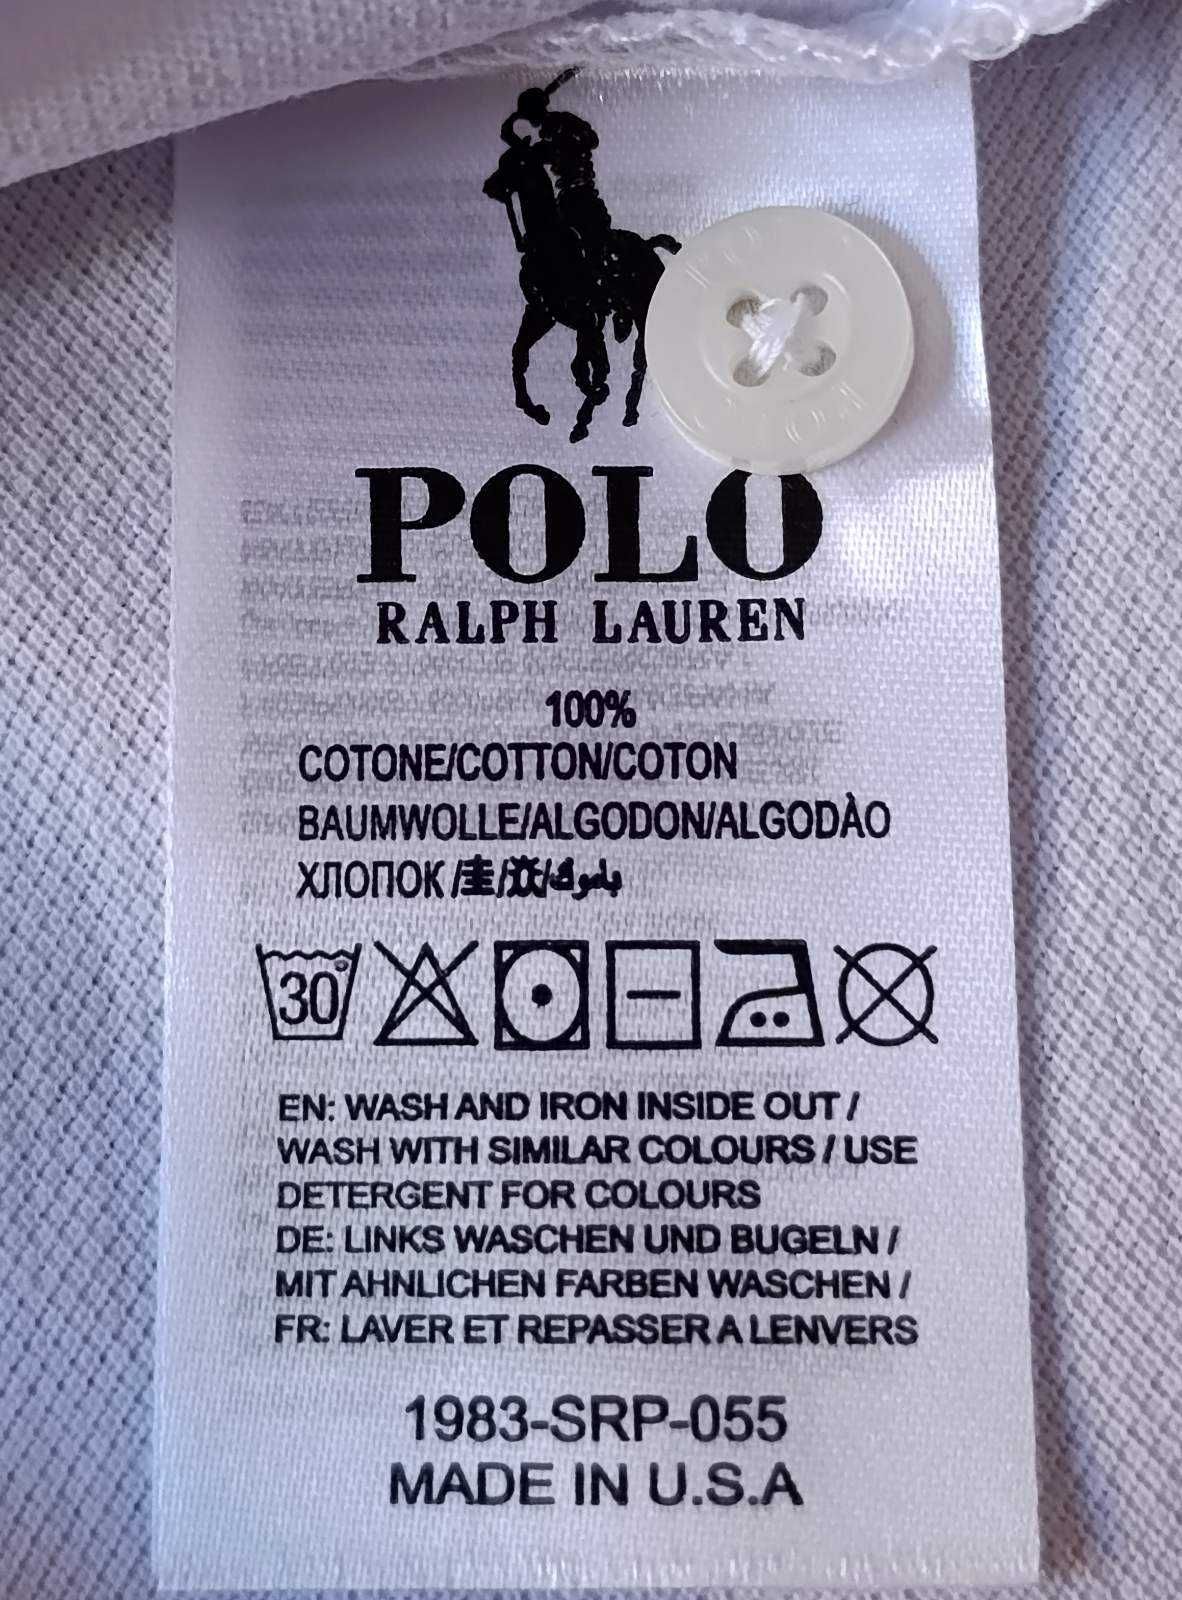 POLO
RALPH LAUREN
100%
COTONE/COTTON/COTON
BAUMWOLLE/ALGODON/ALGODÀO
ХЛОПОК
30°
EN: WASH AND IRON INSIDE OUT /
WASH WITH SIMILAR COLOURS / USE
DETERGENT FOR COLOURS
DE: LINKS WASCHEN UND BUGELN /
MIT AHNLICHEN FARBEN WASCHEN /
FR: LAVER ET REPASSER A LENVERS
1983-SRP-055
MADE IN U.S.A